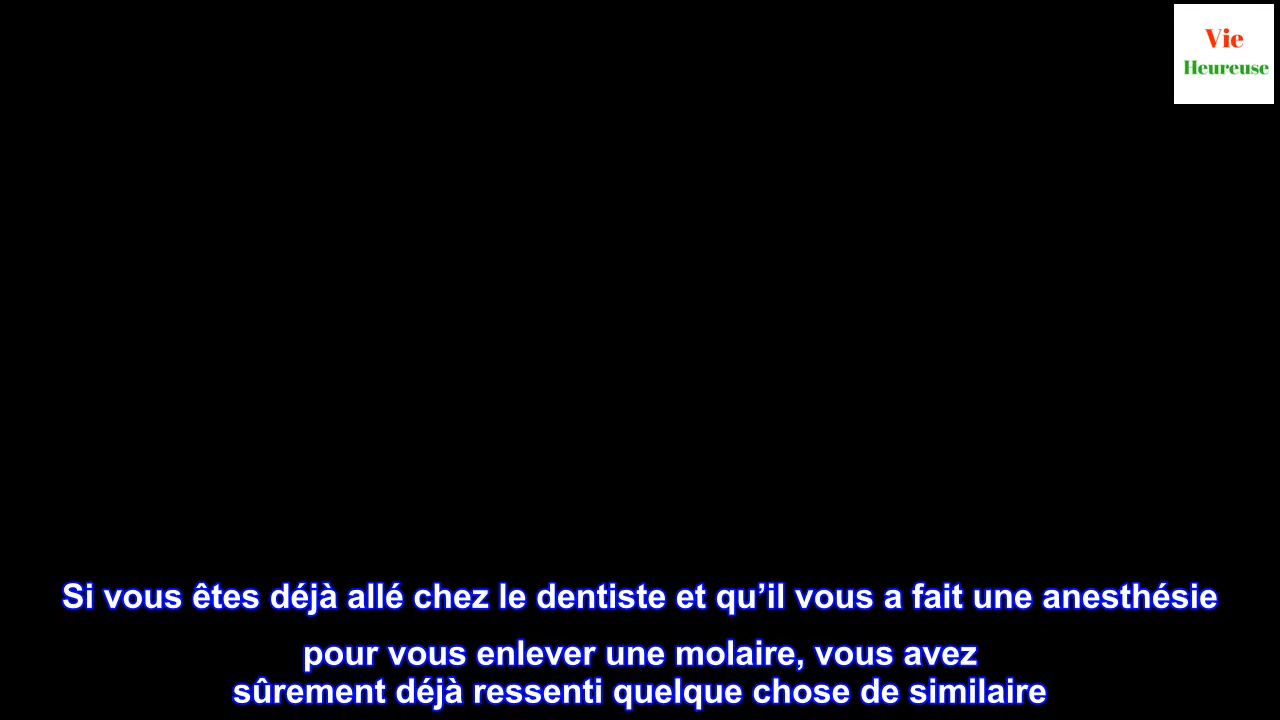 Vie
Heureuse
Si vous êtes déjà allé chez le dentiste et qu’il vous a fait une anesthésie
pour vous enlever une molaire, vous avez
sûrement déjà ressenti quelque chose de similaire